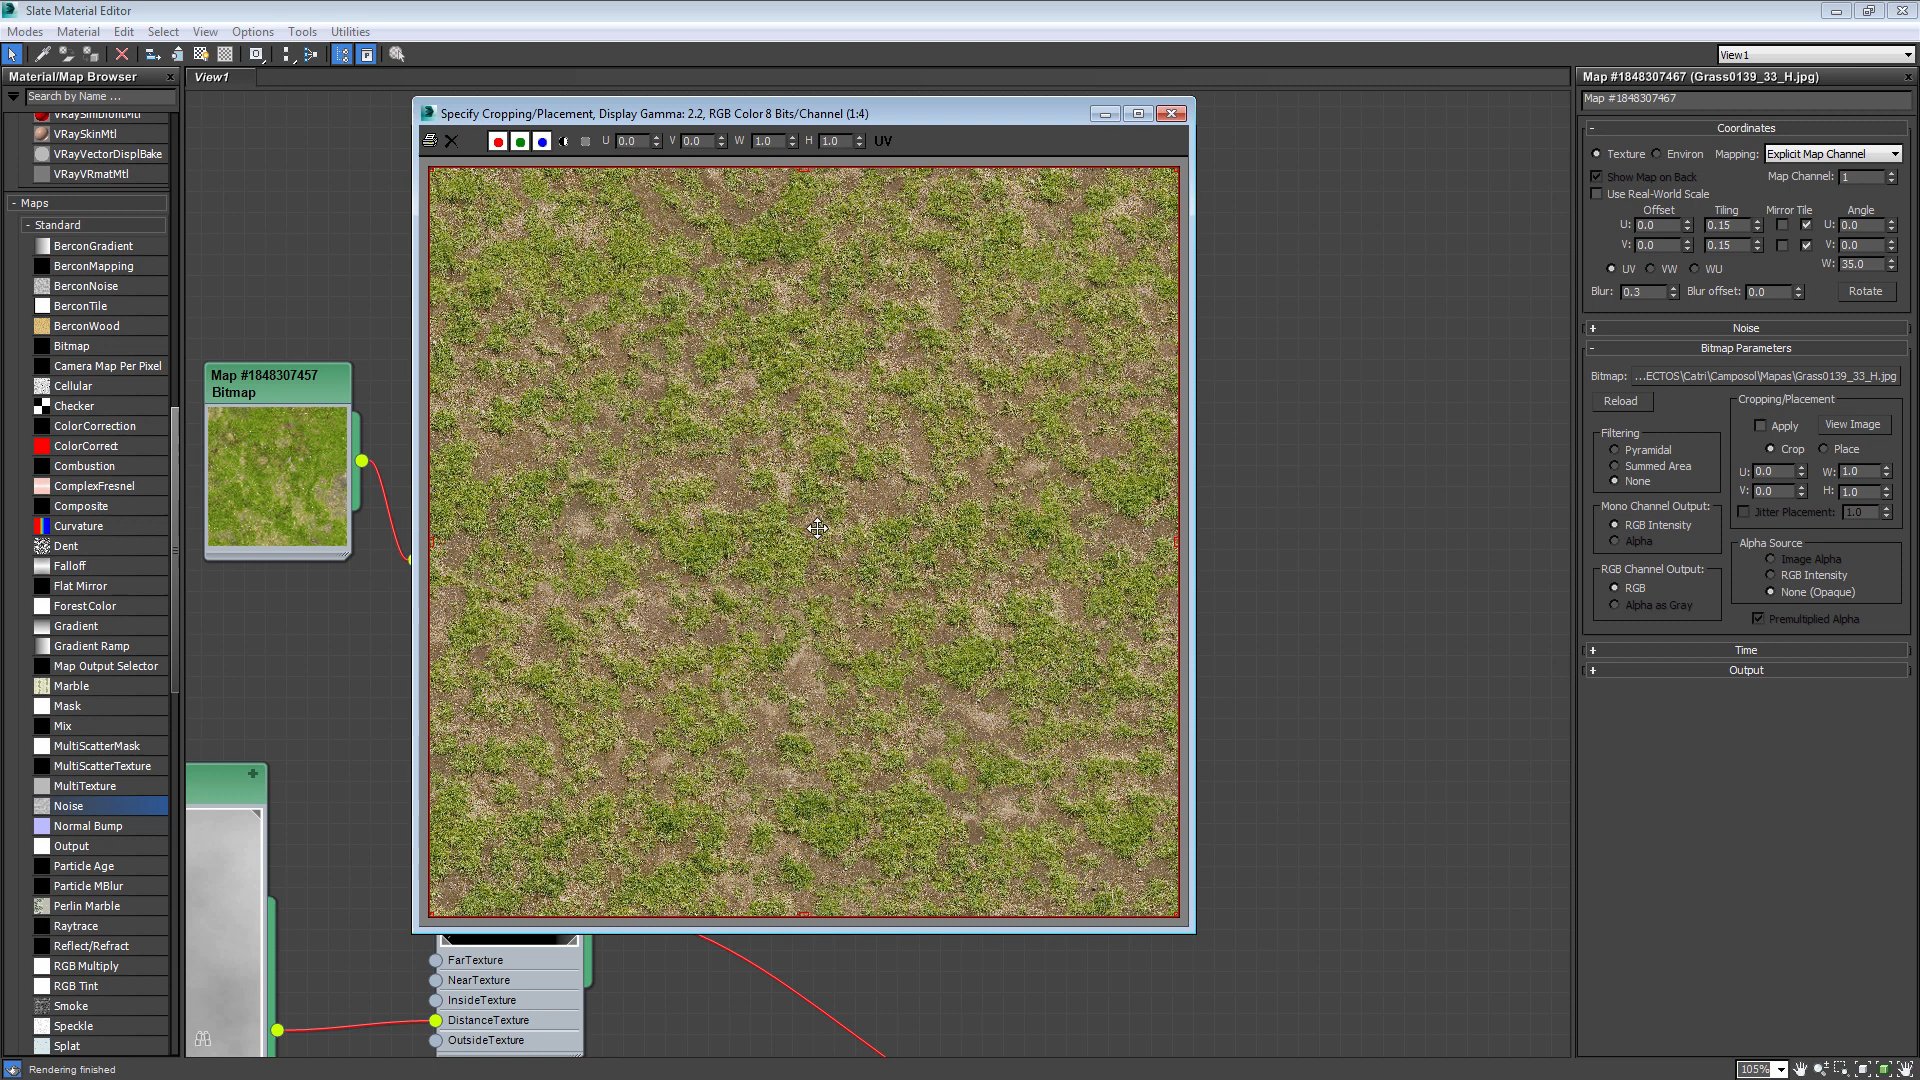 Slate Material Editor
Modes Material Edit Select View Options Tools Utilities
View1
Material/Map Browser
Search by Name ...
VRaySimbiontMtl
VRaySkinMtl
VRayVectorDisplBake
VRayVRmatMtl
- Maps
- Standard
BerconGradient
BerconMapping
BerconNoise
BerconTile
BerconWood
Bitmap
Camera Map Per Pixel
Cellular
Checker
ColorCorrection
ColorCorrect
Combustion
ComplexFresnel
Composite
Curvature
Dent
Falloff
Flat Mirror
ForestColor
Gradient
Gradient Ramp
Map Output Selector
Marble
Mask
Mix
MultiScatterMask
MultiScatterTexture
MultiTexture
Noise
Normal Bump
Output
Particle Age
Particle MBlur
Perlin Marble
Raytrace
Reflect/Refract
RGB Multiply
RGB Tint
Smoke
Speckle
Splat
Rendering finished
View1
Map #1848307457
Bitmap
Specify Cropping/Placement, Display Gamma: 2.2, RGB Color 8 Bits/Channel (1:4)
U 0.0 V 0.0 W 1.0 H 1.0 UV
FarTexture
NearTexture
InsideTexture
DistanceTexture
OutsideTexture
Map #1848307467 (Grass0139_33_H.jpg)
Map #1848307467
- Coordinates
Texture Environ Mapping: Explicit Map Channel
Show Map on Back Map Channel: 1
Use Real-World Scale
Offset Tiling Mirror Tile Angle
U: 0.0 0.15 U: 0.0
V: 0.0 0.15 V: 0.0
W: 35.0
UV VW WU
Blur: 0.3 Blur offset: 0.0 Rotate
+ Noise
- Bitmap Parameters
Bitmap: ...ECTOS\Catri\Camposol\Mapas\Grass0139_33_H.jpg
Reload
Cropping/Placement
Apply View Image
Crop Place
U: 0.0 W: 1.0
V: 0.0 H: 1.0
Jitter Placement: 1.0
Filtering
Pyramidal
Summed Area
None
Mono Channel Output:
RGB Intensity
Alpha
RGB Channel Output:
RGB
Alpha as Gray
Alpha Source
Image Alpha
RGB Intensity
None (Opaque)
Premultiplied Alpha
+ Time
+ Output
105%